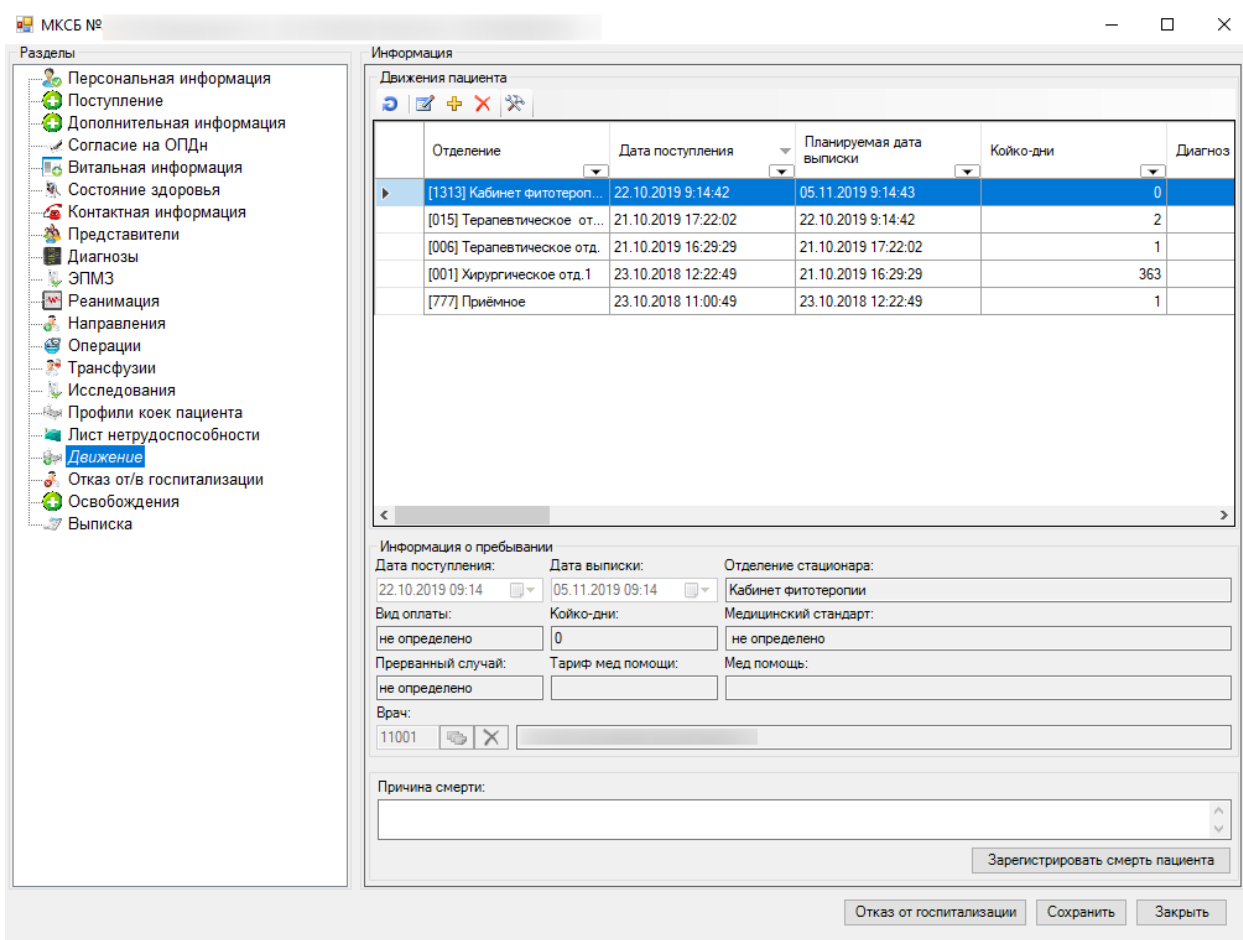 МКСБ №
Разделы
Персональная информация
Поступление
Дополнительная информация
Согласие на ОПДн
Витальная информация
Состояние здоровья
Контактная информация
Представители
Диагнозы
ЭПМЗ
Реанимация
Направления
Операции
Трансфузии
Исследования
Профили коек пациента
Лист нетрудоспособности
Движение
Отказ от/в госпитализации
Освобождения
Выписка
Информация
Движения пациента
Отделение Дата поступления Планируемая дата выписки Койко-дни Диагноз
[1313] Кабинет фитотероп... 22.10.2019 9:14:42 05.11.2019 9:14:43 0
[015] Терапевтическое от... 21.10.2019 17:22:02 22.10.2019 9:14:42 2
[006] Терапевтическое отд. 21.10.2019 16:29:29 21.10.2019 17:22:02 1
[001] Хирургическое отд.1 23.10.2018 12:22:49 21.10.2019 16:29:29 363
[777] Приёмное 23.10.2018 11:00:49 23.10.2018 12:22:49 1
Информация о пребывании
Дата поступления: Дата выписки: Отделение стационара:
22.10.2019 09:14 05.11.2019 09:14 Кабинет фитотеропии
Вид оплаты: Койко-дни: Медицинский стандарт:
не определено 0 не определено
Прерванный случай: Тариф мед помощи: Мед помощь:
не определено
Врач:
11001
Причина смерти:
Зарегистрировать смерть пациента
Отказ от госпитализации Сохранить Закрыть